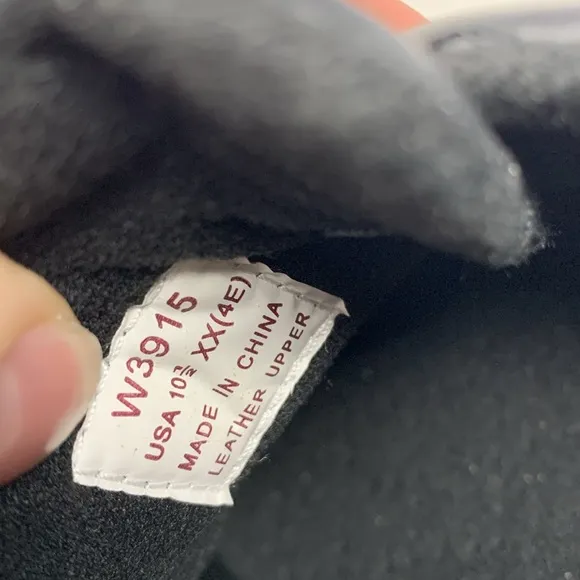 W3915
USA 10½ XX(4E)
MADE IN CHINA
LEATHER UPPER